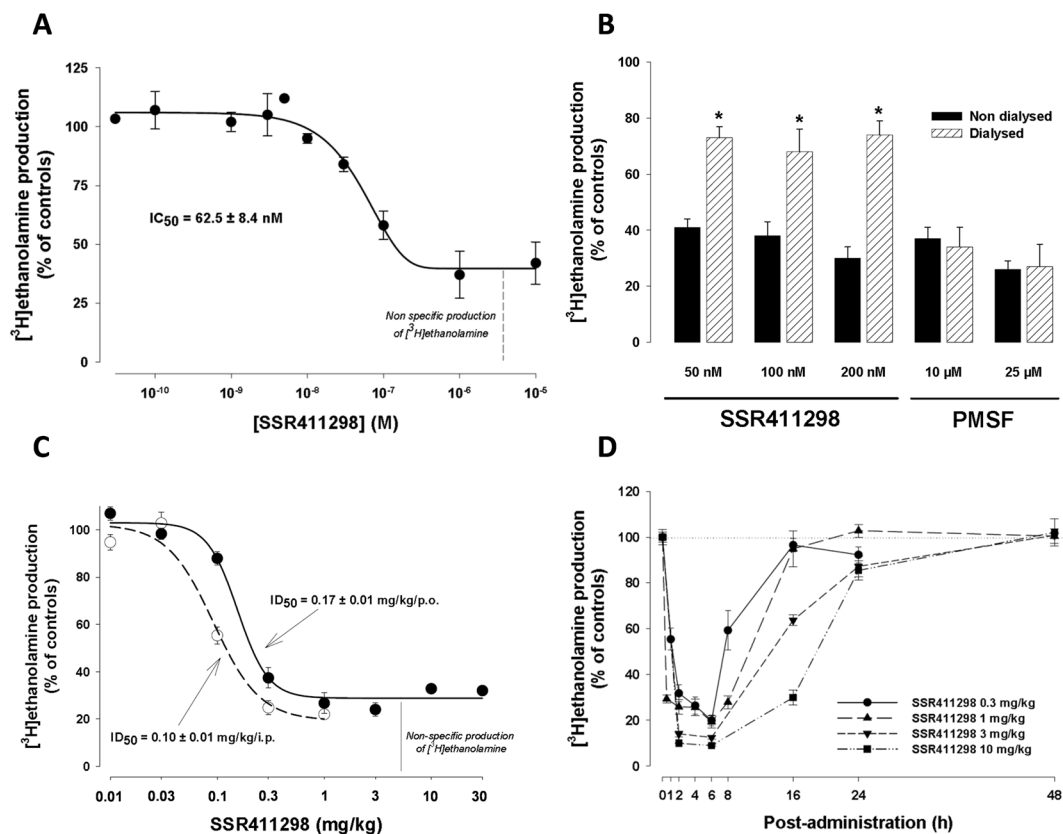 A
[³H]ethanolamine production
(% of controls)
125
100
75
50
25
0
IC50 = 62.5 ± 8.4 nM
Non specific production
of [³H]ethanolamine
10⁻¹⁰
10⁻⁹
10⁻⁸
10⁻⁷
10⁻⁶
10⁻⁵
[SSR411298] (M)
B
[³H]ethanolamine production
(% of controls)
100
80
60
40
20
0
* * *
Non dialysed
Dialysed
50 nM 100 nM 200 nM 10 µM 25 µM
SSR411298 PMSF
C
[³H]ethanolamine production
(% of controls)
100
80
60
40
20
0
ID50 = 0.17 ± 0.01 mg/kg/p.o.
ID50 = 0.10 ± 0.01 mg/kg/i.p.
Non-specific production
of [³H]ethanolamine
0.01 0.03 0.1 0.3 1 3 10 30
SSR411298 (mg/kg)
D
[³H]ethanolamine production
(% of controls)
120
100
80
60
40
20
0
SSR411298 0.3 mg/kg
SSR411298 1 mg/kg
SSR411298 3 mg/kg
SSR411298 10 mg/kg
0 1 2 4 6 8 16 24 48
Post-administration (h)